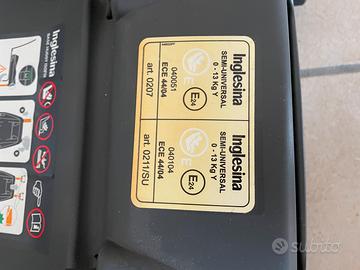 Inglesina
SEMI-UNIVERSAL
0 - 13 Kg Y
E24
040051
ECE 44/04
art. 0207
Inglesina
SEMI-UNIVERSAL
0 - 13 Kg Y
E24
040104
ECE 44/04
art. 0211/SU
Inglesina
subito